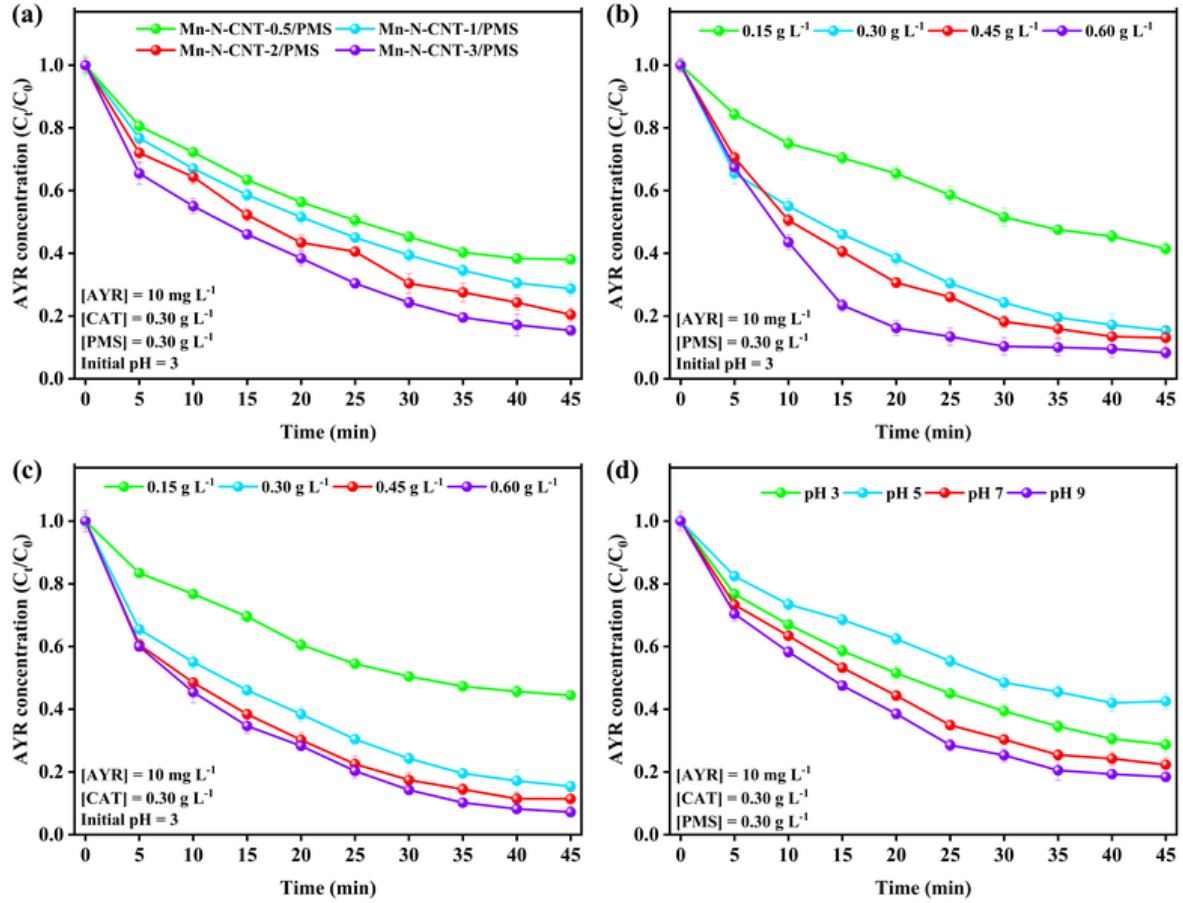 (a)
Mn-N-CNT-0.5/PMS Mn-N-CNT-1/PMS
Mn-N-CNT-2/PMS Mn-N-CNT-3/PMS
AYR concentration (Cₜ/C₀)
1.0
0.8
0.6
0.4
0.2
0.0
[AYR] = 10 mg L⁻¹
[CAT] = 0.30 g L⁻¹
[PMS] = 0.30 g L⁻¹
Initial pH = 3
0 5 10 15 20 25 30 35 40 45
Time (min)
(b)
0.15 g L⁻¹ 0.30 g L⁻¹ 0.45 g L⁻¹ 0.60 g L⁻¹
AYR concentration (Cₜ/C₀)
1.0
0.8
0.6
0.4
0.2
0.0
[AYR] = 10 mg L⁻¹
[PMS] = 0.30 g L⁻¹
Initial pH = 3
0 5 10 15 20 25 30 35 40 45
Time (min)
(c)
0.15 g L⁻¹ 0.30 g L⁻¹ 0.45 g L⁻¹ 0.60 g L⁻¹
AYR concentration (Cₜ/C₀)
1.0
0.8
0.6
0.4
0.2
0.0
[AYR] = 10 mg L⁻¹
[CAT] = 0.30 g L⁻¹
Initial pH = 3
0 5 10 15 20 25 30 35 40 45
Time (min)
(d)
pH 3 pH 5 pH 7 pH 9
AYR concentration (Cₜ/C₀)
1.0
0.8
0.6
0.4
0.2
0.0
[AYR] = 10 mg L⁻¹
[CAT] = 0.30 g L⁻¹
[PMS] = 0.30 g L⁻¹
0 5 10 15 20 25 30 35 40 45
Time (min)